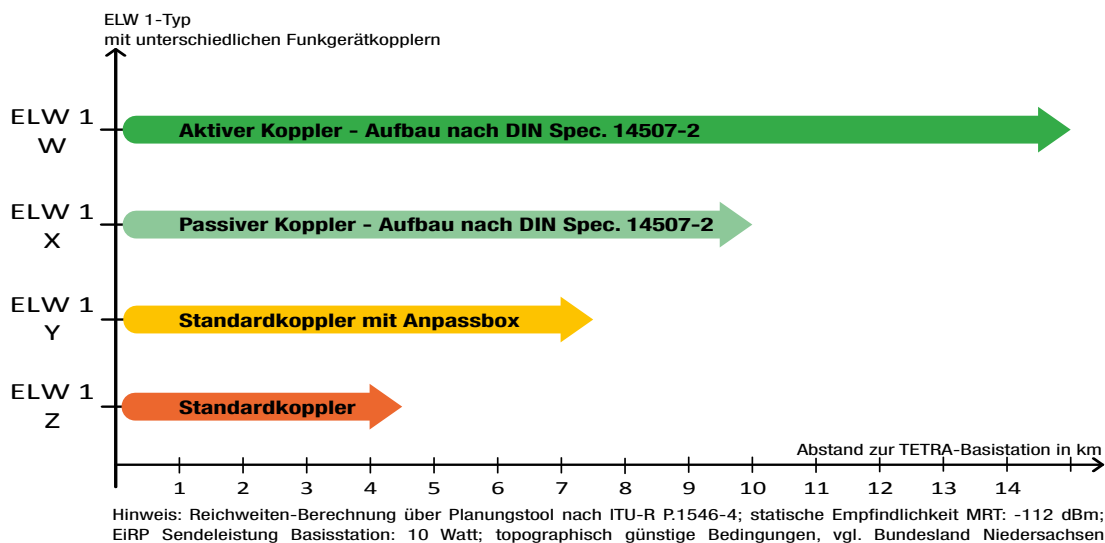 ELW 1-Typ
mit unterschiedlichen Funkgerätkopplern
ELW 1
W
Aktiver Koppler - Aufbau nach DIN Spec. 14507-2
ELW 1
X
Passiver Koppler - Aufbau nach DIN Spec. 14507-2
ELW 1
Y
Standardkoppler mit Anpassbox
ELW 1
Z
Standardkoppler
Abstand zur TETRA-Basistation in km
1 2 3 4 5 6 7 8 9 10 11 12 13 14
Hinweis: Reichweiten-Berechnung über Planungstool nach ITU-R P.1546-4; statische Empfindlichkeit MRT: -112 dBm;
EiRP Sendeleistung Basisstation: 10 Watt; topographisch günstige Bedingungen, vgl. Bundesland Niedersachsen